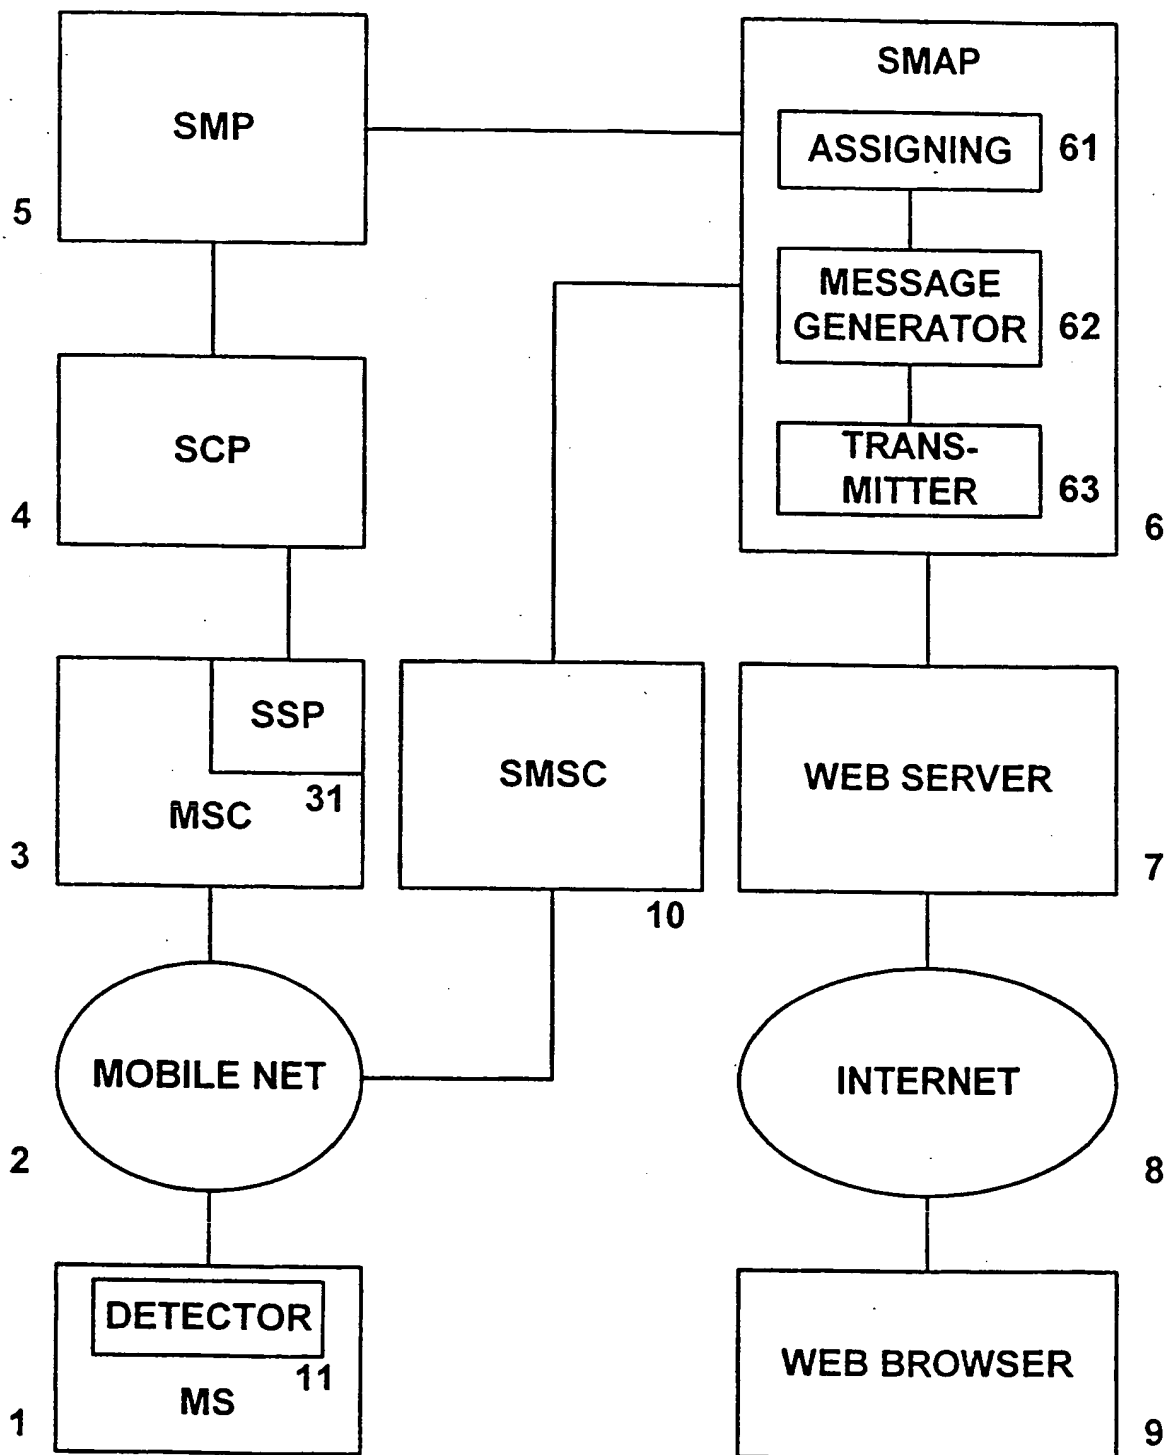 SMP
5
SMAP
ASSIGNING
61
MESSAGE
GENERATOR
62
TRANS-
MITTER
63
6
SCP
4
SSP
31
MSC
3
SMSC
10
WEB SERVER
7
MOBILE NET
2
INTERNET
8
DETECTOR
11
MS
1
WEB BROWSER
9